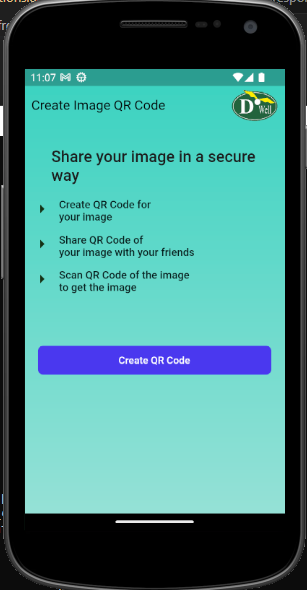 11:07
Create Image QR Code
D Well
Share your image in a secure
way
Create QR Code for
your image
Share QR Code of
your image with your friends
Scan QR Code of the image
to get the image
Create QR Code